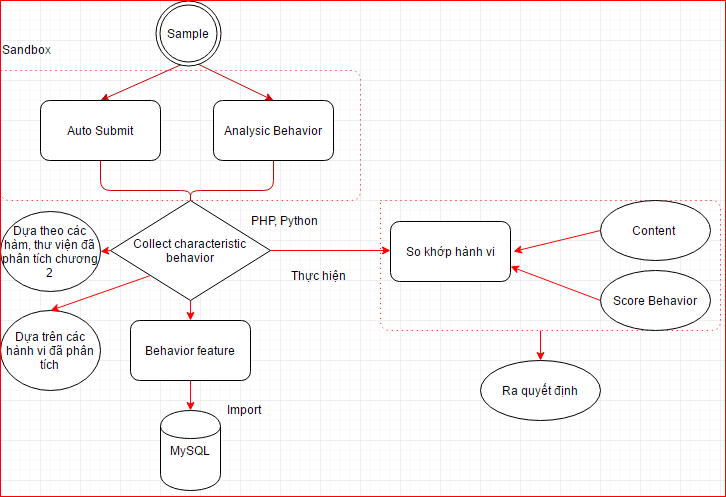 Sample
Sandbox
Auto Submit
Analysic Behavior
PHP, Python
Dựa theo các
hàm, thư viện đã
phân tích chương
2
Collect characteristic
behavior
So khớp hành vi
Content
Thực hiện
Score Behavior
Dựa trên các
hành vi đã phân
tích
Behavior feature
Ra quyết định
Import
MySQL